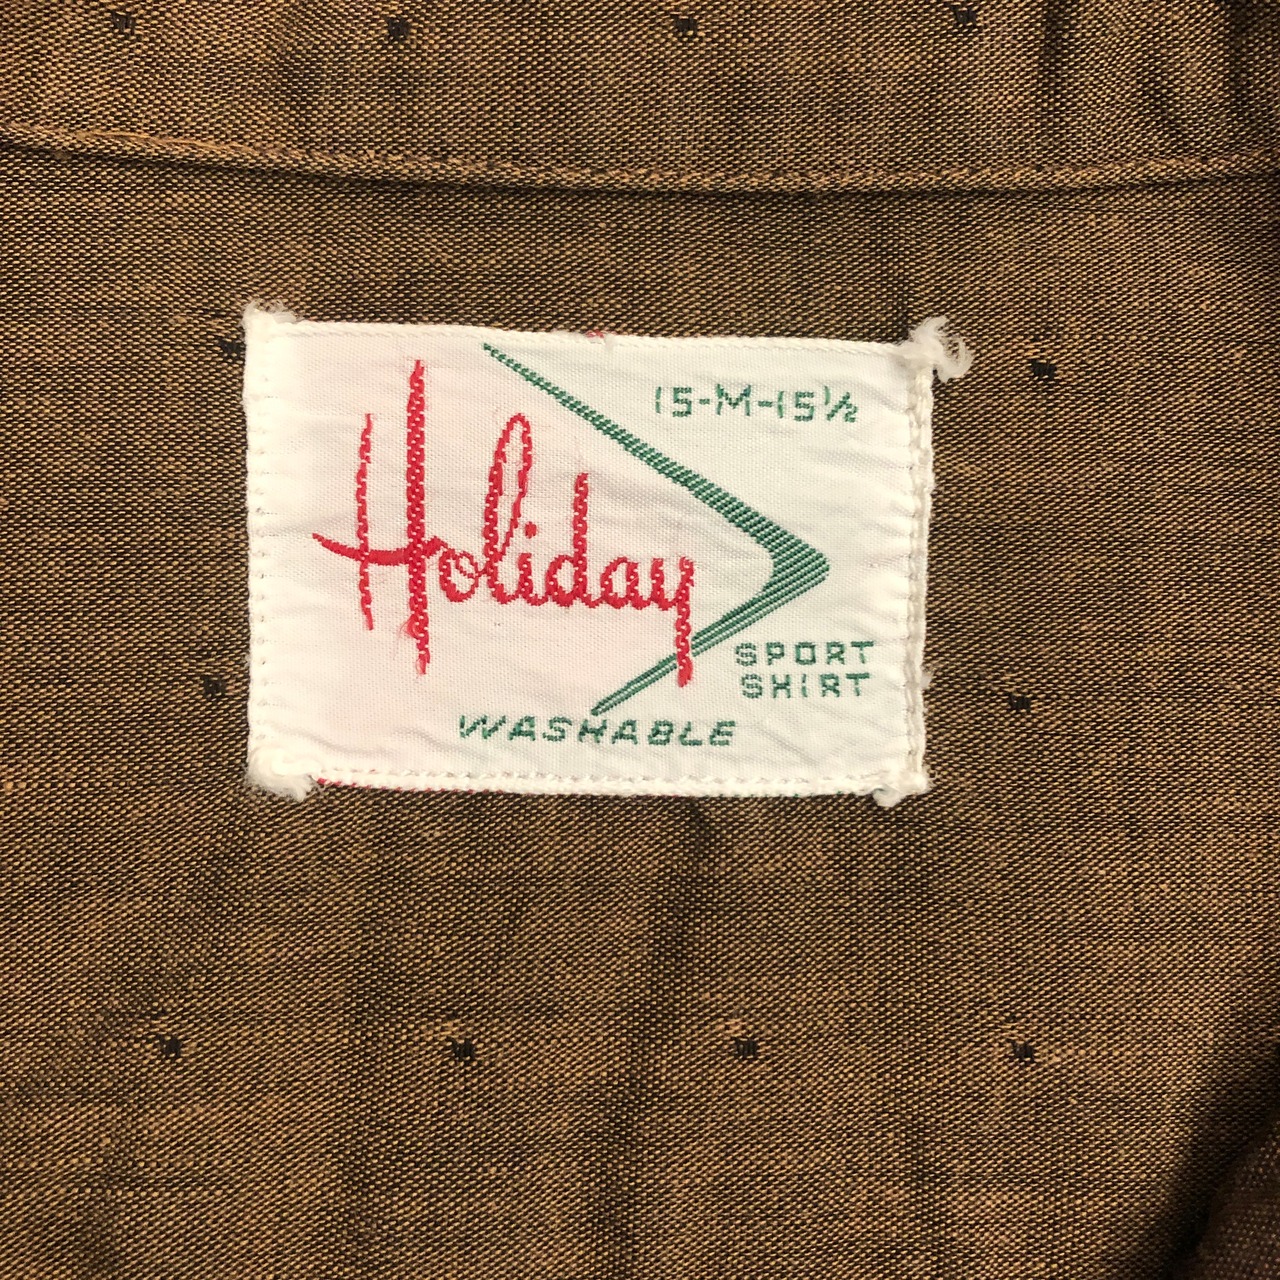 15-M-15½
Holiday
SPORT
SHIRT
WASHABLE